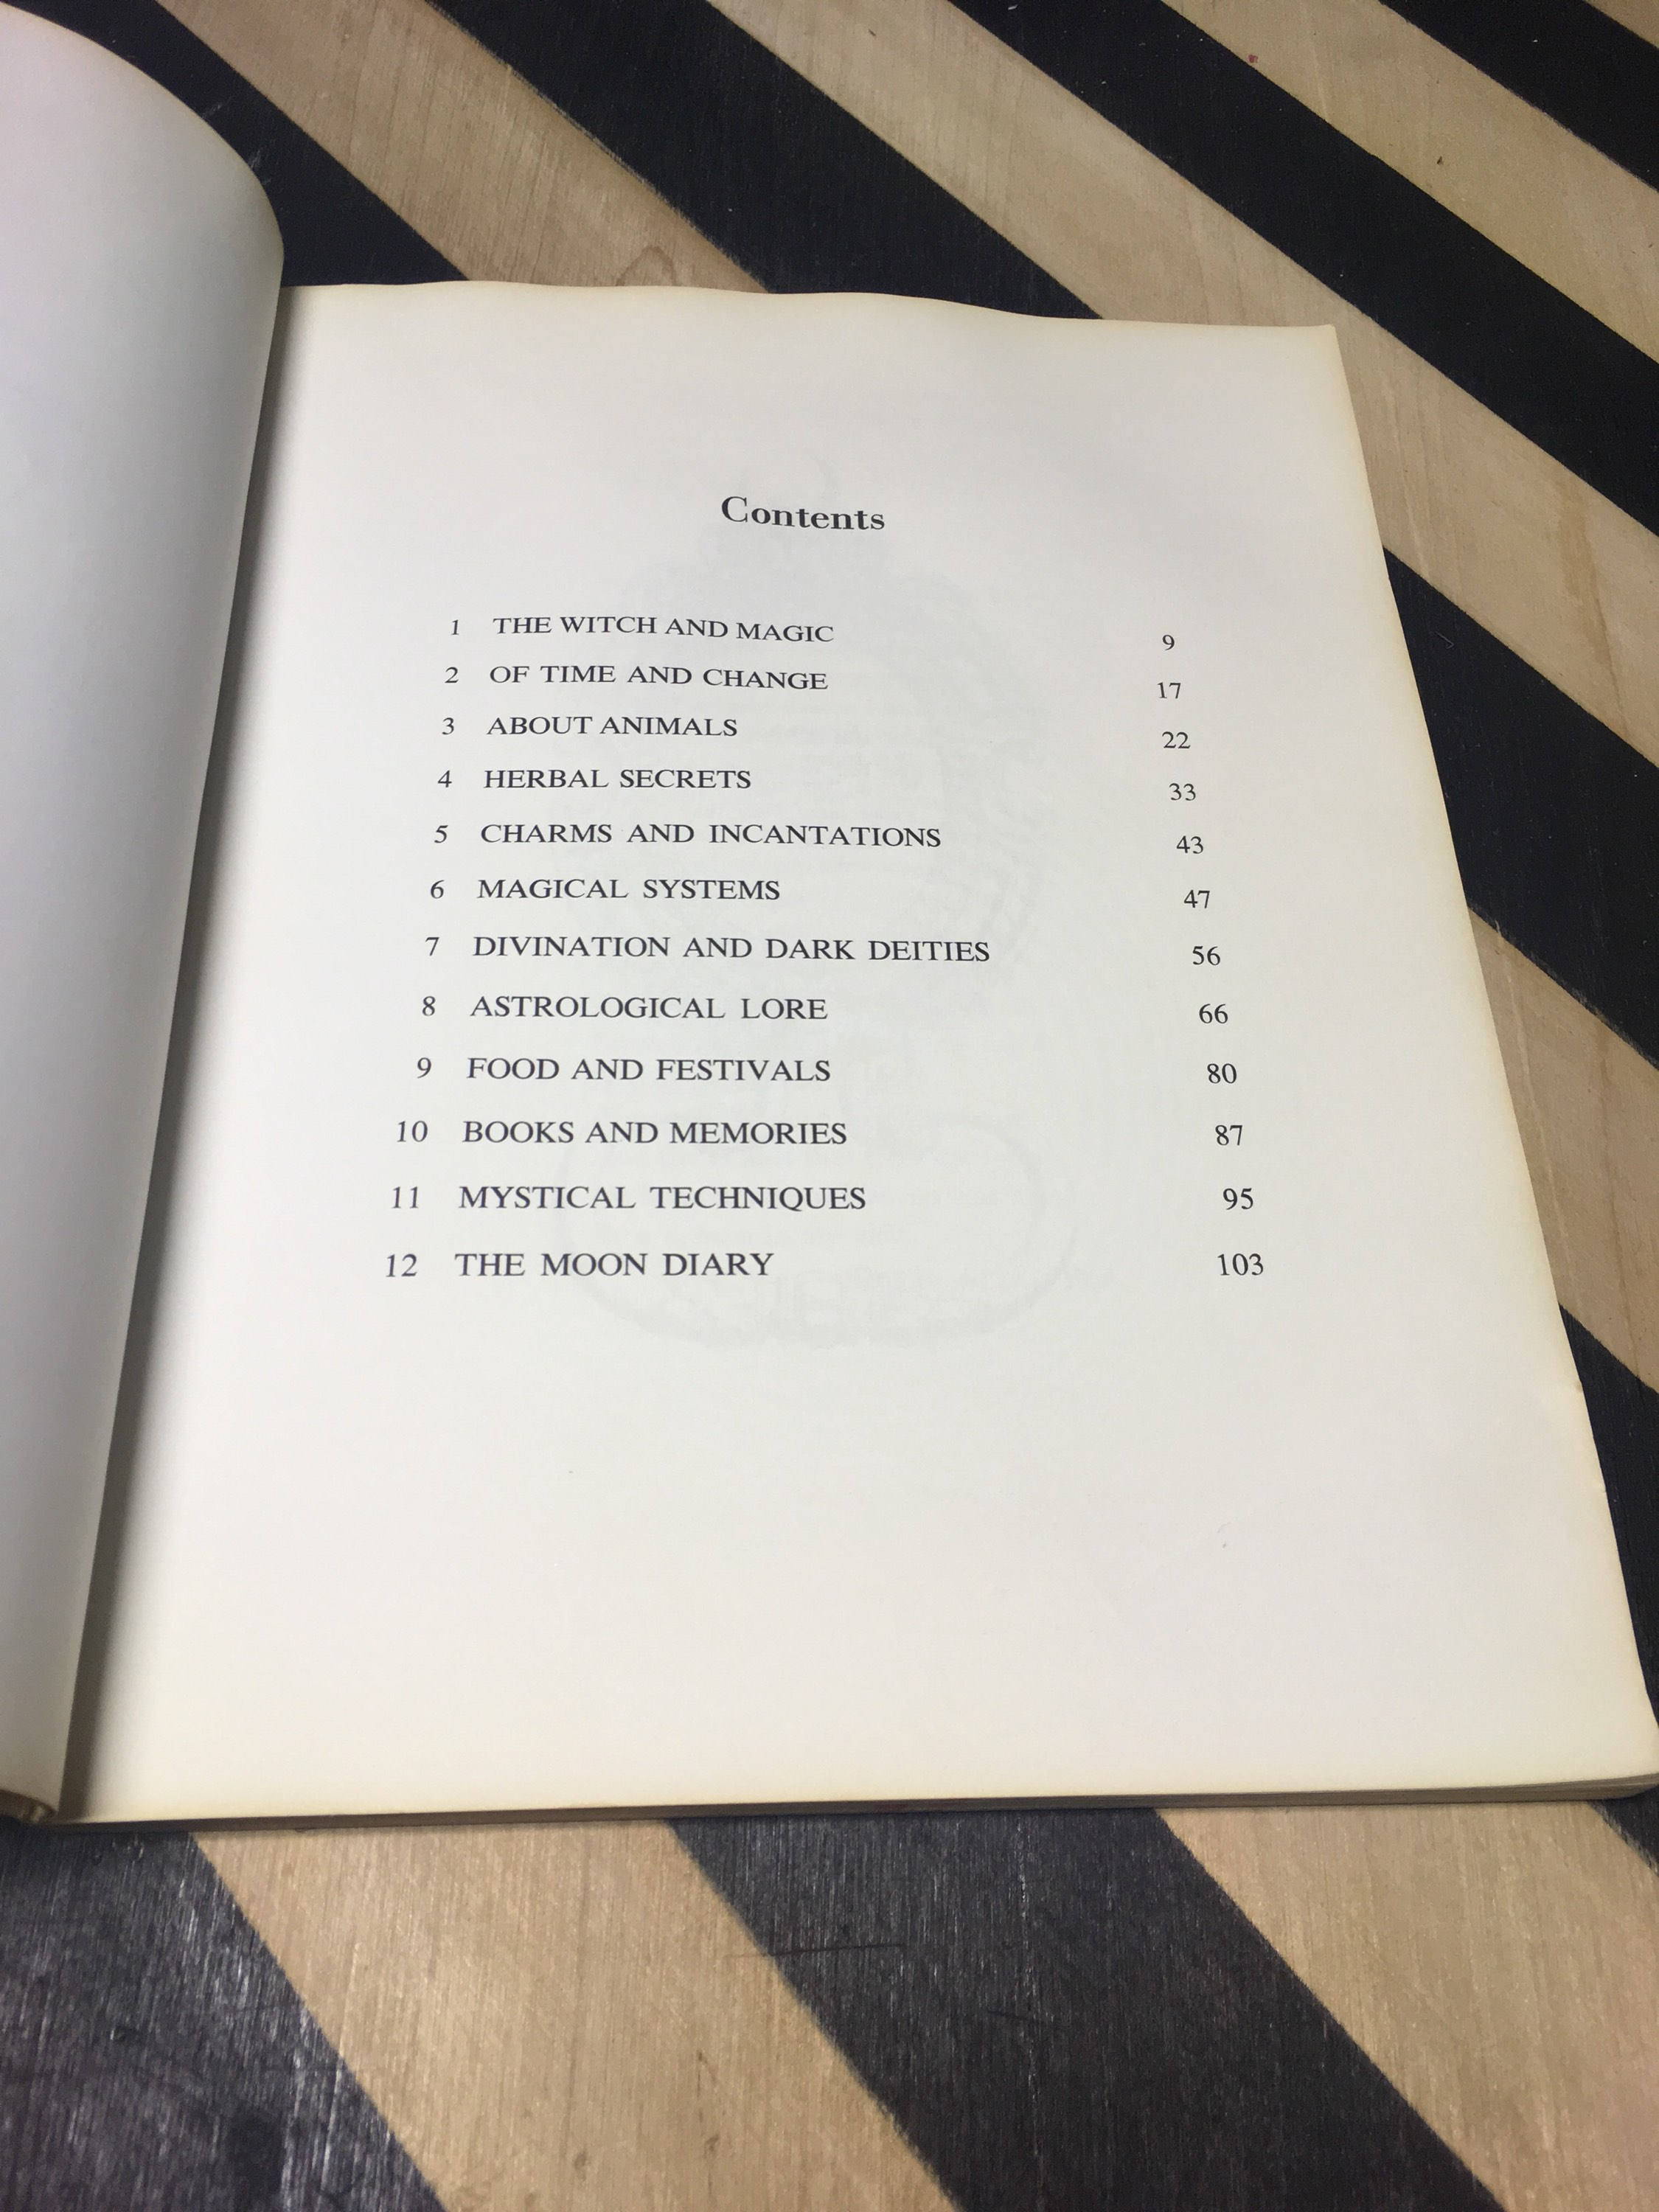 Contents
1 THE WITCH AND MAGIC 9
2 OF TIME AND CHANGE 17
3 ABOUT ANIMALS 22
4 HERBAL SECRETS 33
5 CHARMS AND INCANTATIONS 43
6 MAGICAL SYSTEMS 47
7 DIVINATION AND DARK DEITIES 56
8 ASTROLOGICAL LORE 66
9 FOOD AND FESTIVALS 80
10 BOOKS AND MEMORIES 87
11 MYSTICAL TECHNIQUES 95
12 THE MOON DIARY 103